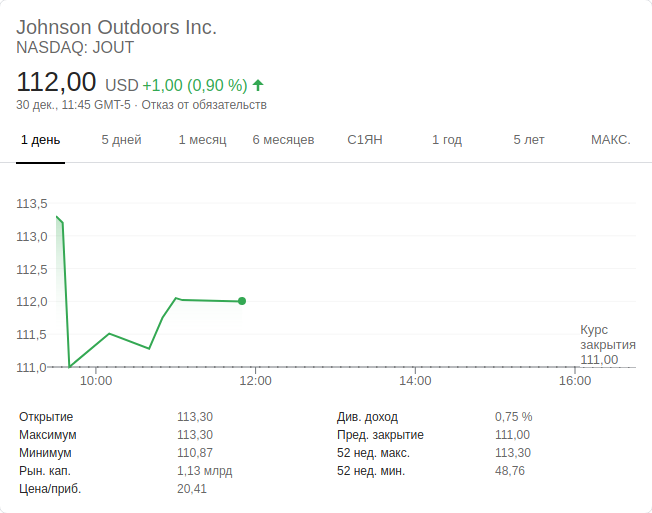 Johnson Outdoors Inc.
NASDAQ: JOUT
112,00 USD +1,00 (0,90 %) ↑
30 дек., 11:45 GMT-5 · Отказ от обязательств
1 день 5 дней 1 месяц 6 месяцев С1ЯН 1 год 5 лет МАКС.
113,5
113,0
112,5
112,0
111,5
111,0
Курс
закрытия
111,00
10:00 12:00 14:00 16:00
Открытие 113,30
Максимум 113,30
Минимум 110,87
Рын. кап. 1,13 млрд
Цена/приб. 20,41
Див. доход 0,75 %
Пред. закрытие 111,00
52 нед. макс. 113,30
52 нед. мин. 48,76